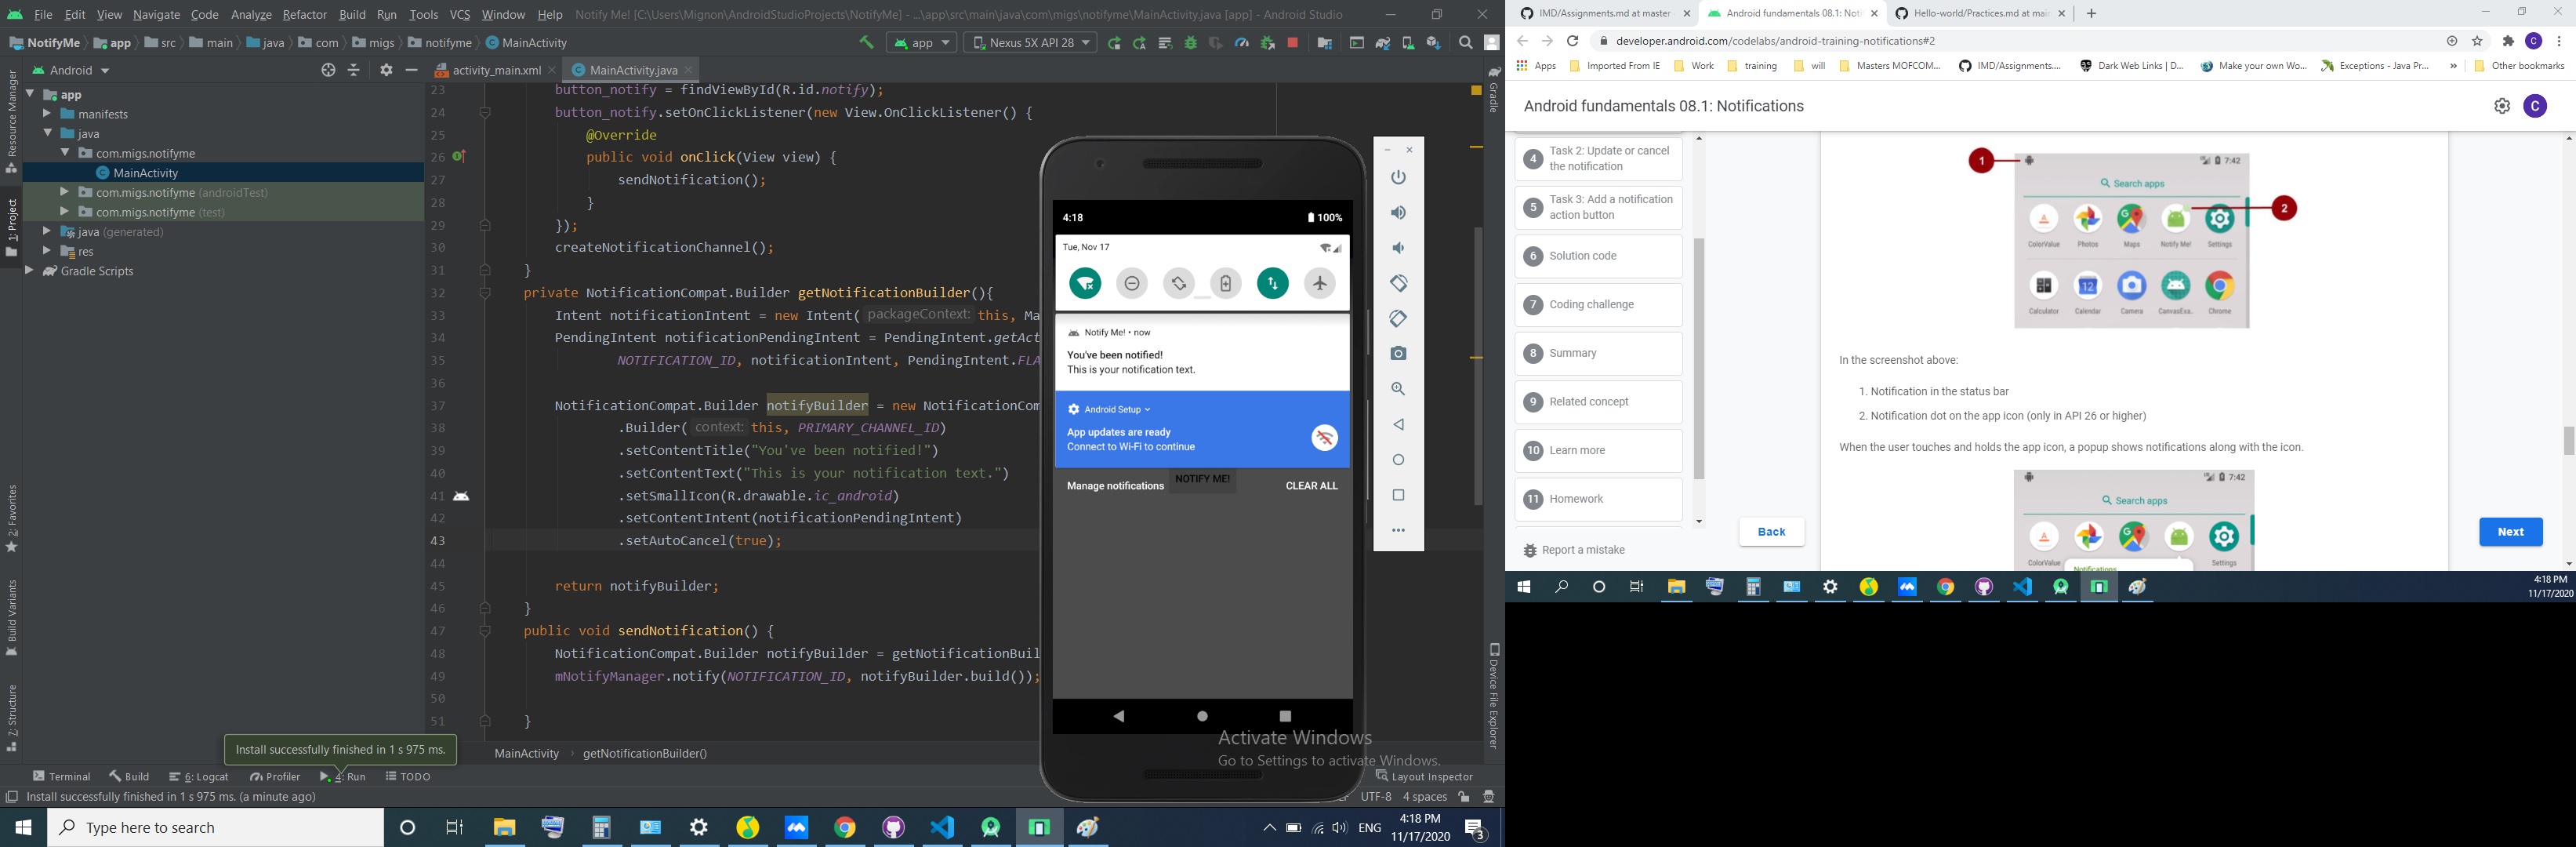 File Edit View Navigate Code Analyze Refactor Build Run Tools VCS Window Help Notify Me! [C:\Users\Mignon\AndroidStudioProjects\NotifyMe] - ...\app\src\main\java\com\migs\notifyme\MainActivity.java [app] - Android Studio
NotifyMe app src main java com migs notifyme MainActivity app Nexus 5X API 28
Android activity_main.xml MainActivity.java
Resource Manager
1: Project
2: Favorites
Build Variants
7: Structure
app
manifests
java
com.migs.notifyme
MainActivity
com.migs.notifyme (androidTest)
com.migs.notifyme (test)
java (generated)
res
Gradle Scripts
23 button_notify = findViewById(R.id.notify);
24 button_notify.setOnClickListener(new View.OnClickListener() {
25 @Override
26 public void onClick(View view) {
27 sendNotification();
28 }
29 });
30 createNotificationChannel();
31 }
32 private NotificationCompat.Builder getNotificationBuilder(){
33 Intent notificationIntent = new Intent( packageContext: this, Ma
34 PendingIntent notificationPendingIntent = PendingIntent.getAct
35 NOTIFICATION_ID, notificationIntent, PendingIntent.FLA
36
37 NotificationCompat.Builder notifyBuilder = new NotificationCom
38 .Builder( context: this, PRIMARY_CHANNEL_ID)
39 .setContentTitle("You've been notified!")
40 .setContentText("This is your notification text.")
41 .setSmallIcon(R.drawable.ic_android)
42 .setContentIntent(notificationPendingIntent)
43 .setAutoCancel(true);
44
45 return notifyBuilder;
46 }
47 public void sendNotification() {
48 NotificationCompat.Builder notifyBuilder = getNotificationBuil
49 mNotifyManager.notify(NOTIFICATION_ID, notifyBuilder.build());
50
51 }
MainActivity getNotificationBuilder()
Install successfully finished in 1 s 975 ms.
Terminal Build 6: Logcat Profiler 4: Run TODO
Layout Inspector
Install successfully finished in 1 s 975 ms. (a minute ago)
UTF-8 4 spaces
Gradle
Device File Explorer
4:18 100%
Tue, Nov 17
Notify Me! • now
You've been notified!
This is your notification text.
Android Setup
App updates are ready
Connect to Wi-Fi to continue
Manage notifications NOTIFY ME! CLEAR ALL
Activate Windows
Go to Settings to activate Windows.
Type here to search
ENG
4:18 PM
11/17/2020
3
IMD/Assignments.md at master Android fundamentals 08.1: Noti Hello-world/Practices.md at mai
developer.android.com/codelabs/android-training-notifications#2
C
Apps Imported From IE Work training will Masters MOFCOM... IMD/Assignments.... Dark Web Links | D... Make your own Wo... Exceptions - Java Pr... » Other bookmarks
Android fundamentals 08.1: Notifications
C
4 Task 2: Update or cancel the notification
5 Task 3: Add a notification action button
6 Solution code
7 Coding challenge
8 Summary
9 Related concept
10 Learn more
11 Homework
Report a mistake
1
7:42
Search apps
2
ColorValue Photos Maps Notify Me! Settings
Calculator Calendar Camera CanvasExa.. Chrome
In the screenshot above:
1. Notification in the status bar
2. Notification dot on the app icon (only in API 26 or higher)
When the user touches and holds the app icon, a popup shows notifications along with the icon.
7:42
Search apps
ColorValue Settings
Notifications
Back
Next
4:18 PM
11/17/2020